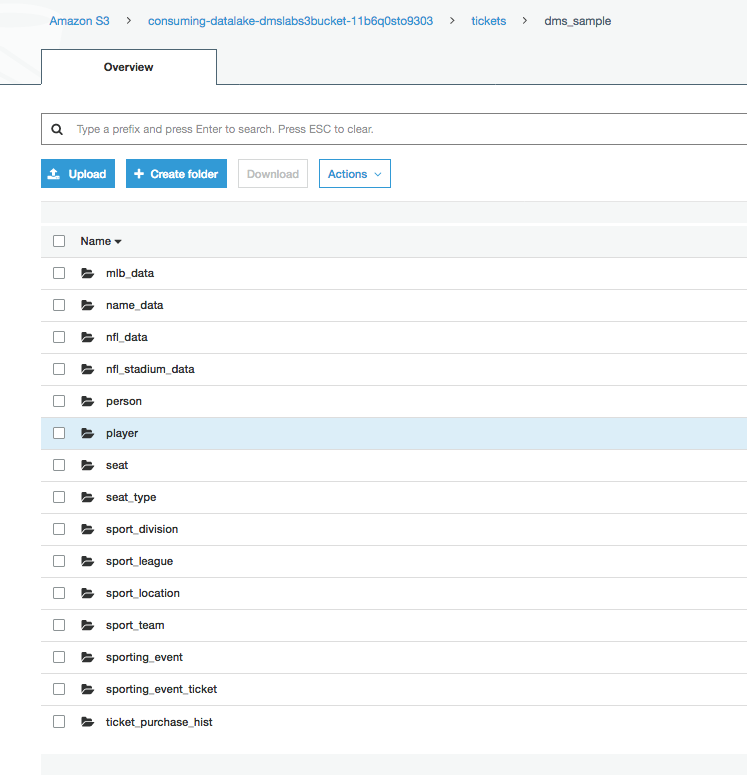 Amazon S3 > consuming-datalake-dmslabs3bucket-11b6q0sto9303 > tickets > dms_sample
Overview
Type a prefix and press Enter to search. Press ESC to clear.
Upload + Create folder Download Actions
Name
mlb_data
name_data
nfl_data
nfl_stadium_data
person
player
seat
seat_type
sport_division
sport_league
sport_location
sport_team
sporting_event
sporting_event_ticket
ticket_purchase_hist